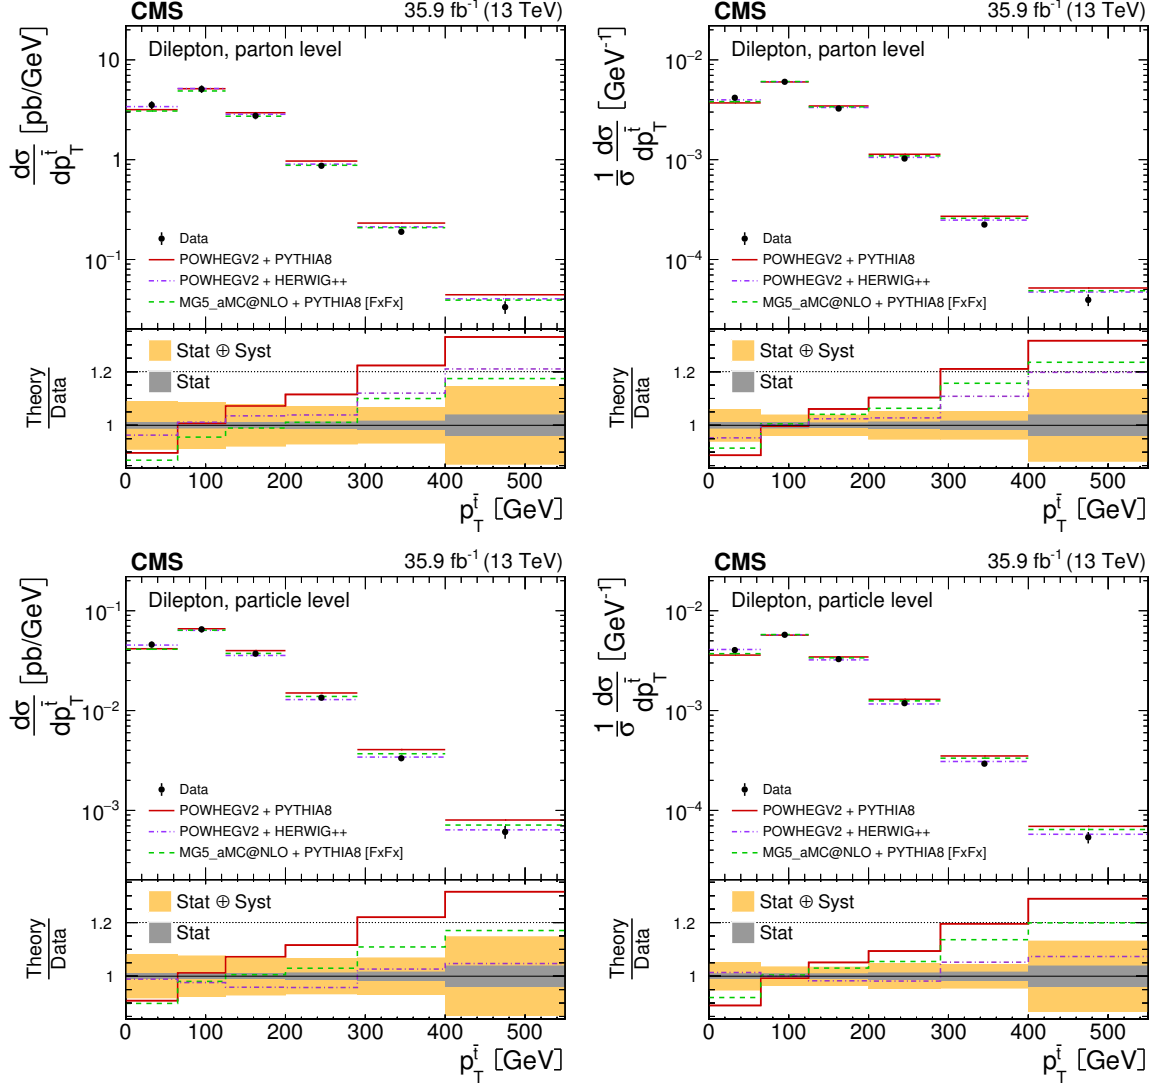 CMS 35.9 fb⁻¹ (13 TeV)
Dilepton, parton level
dσ/dp_T^t̄ [pb/GeV]
10
1
10⁻¹
Data
POWHEGV2 + PYTHIA8
POWHEGV2 + HERWIG++
MG5_aMC@NLO + PYTHIA8 [FxFx]
Theory/Data
Stat ⊕ Syst
Stat
1.2
1
0 100 200 300 400 500
p_T^t̄ [GeV]
CMS 35.9 fb⁻¹ (13 TeV)
Dilepton, parton level
1/σ dσ/dp_T^t̄ [GeV⁻¹]
10⁻²
10⁻³
10⁻⁴
Data
POWHEGV2 + PYTHIA8
POWHEGV2 + HERWIG++
MG5_aMC@NLO + PYTHIA8 [FxFx]
Theory/Data
Stat ⊕ Syst
Stat
1.2
1
0 100 200 300 400 500
p_T^t̄ [GeV]
CMS 35.9 fb⁻¹ (13 TeV)
Dilepton, particle level
dσ/dp_T^t̄ [pb/GeV]
10⁻¹
10⁻²
10⁻³
Data
POWHEGV2 + PYTHIA8
POWHEGV2 + HERWIG++
MG5_aMC@NLO + PYTHIA8 [FxFx]
Theory/Data
Stat ⊕ Syst
Stat
1.2
1
0 100 200 300 400 500
p_T^t̄ [GeV]
CMS 35.9 fb⁻¹ (13 TeV)
Dilepton, particle level
1/σ dσ/dp_T^t̄ [GeV⁻¹]
10⁻²
10⁻³
10⁻⁴
Data
POWHEGV2 + PYTHIA8
POWHEGV2 + HERWIG++
MG5_aMC@NLO + PYTHIA8 [FxFx]
Theory/Data
Stat ⊕ Syst
Stat
1.2
1
0 100 200 300 400 500
p_T^t̄ [GeV]